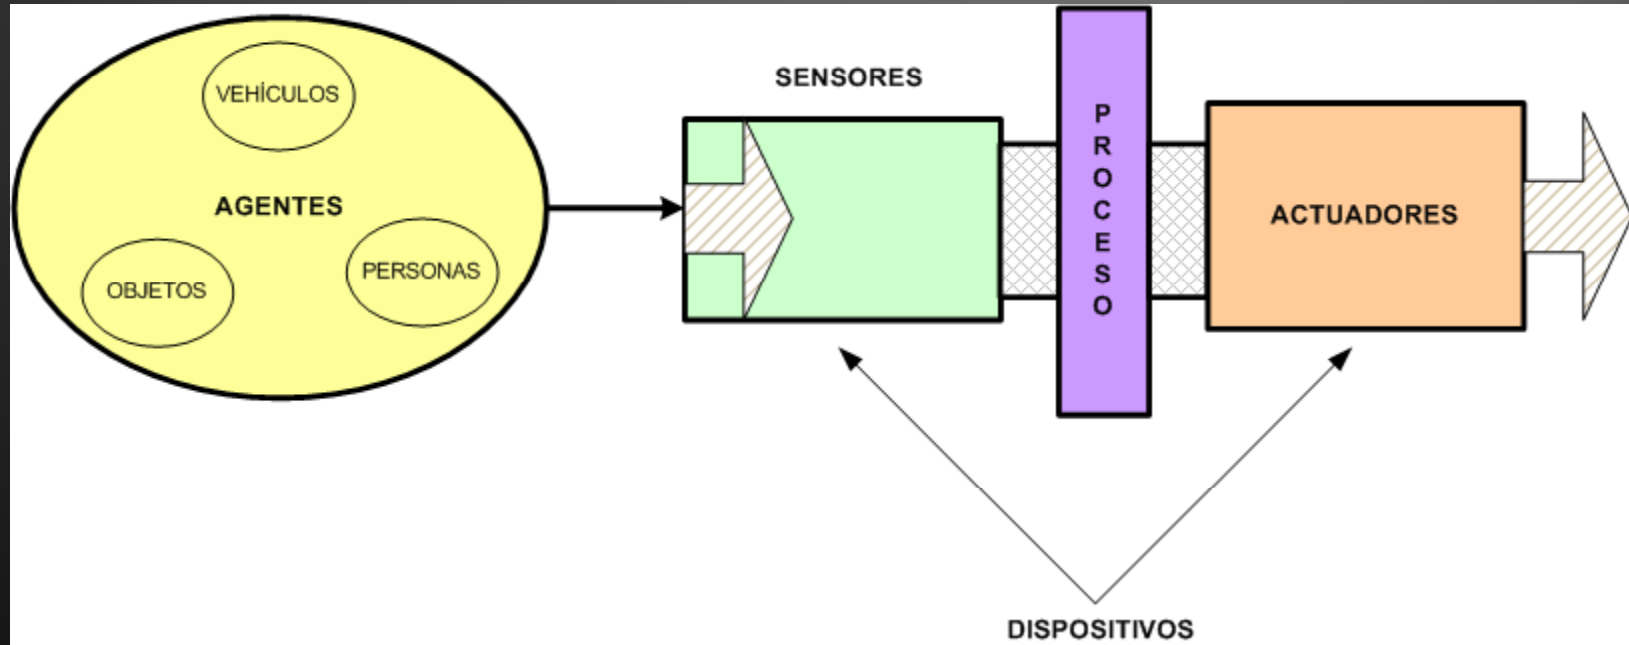 VEHÍCULOS
AGENTES
OBJETOS
PERSONAS
SENSORES
PROCESO
ACTUADORES
DISPOSITIVOS